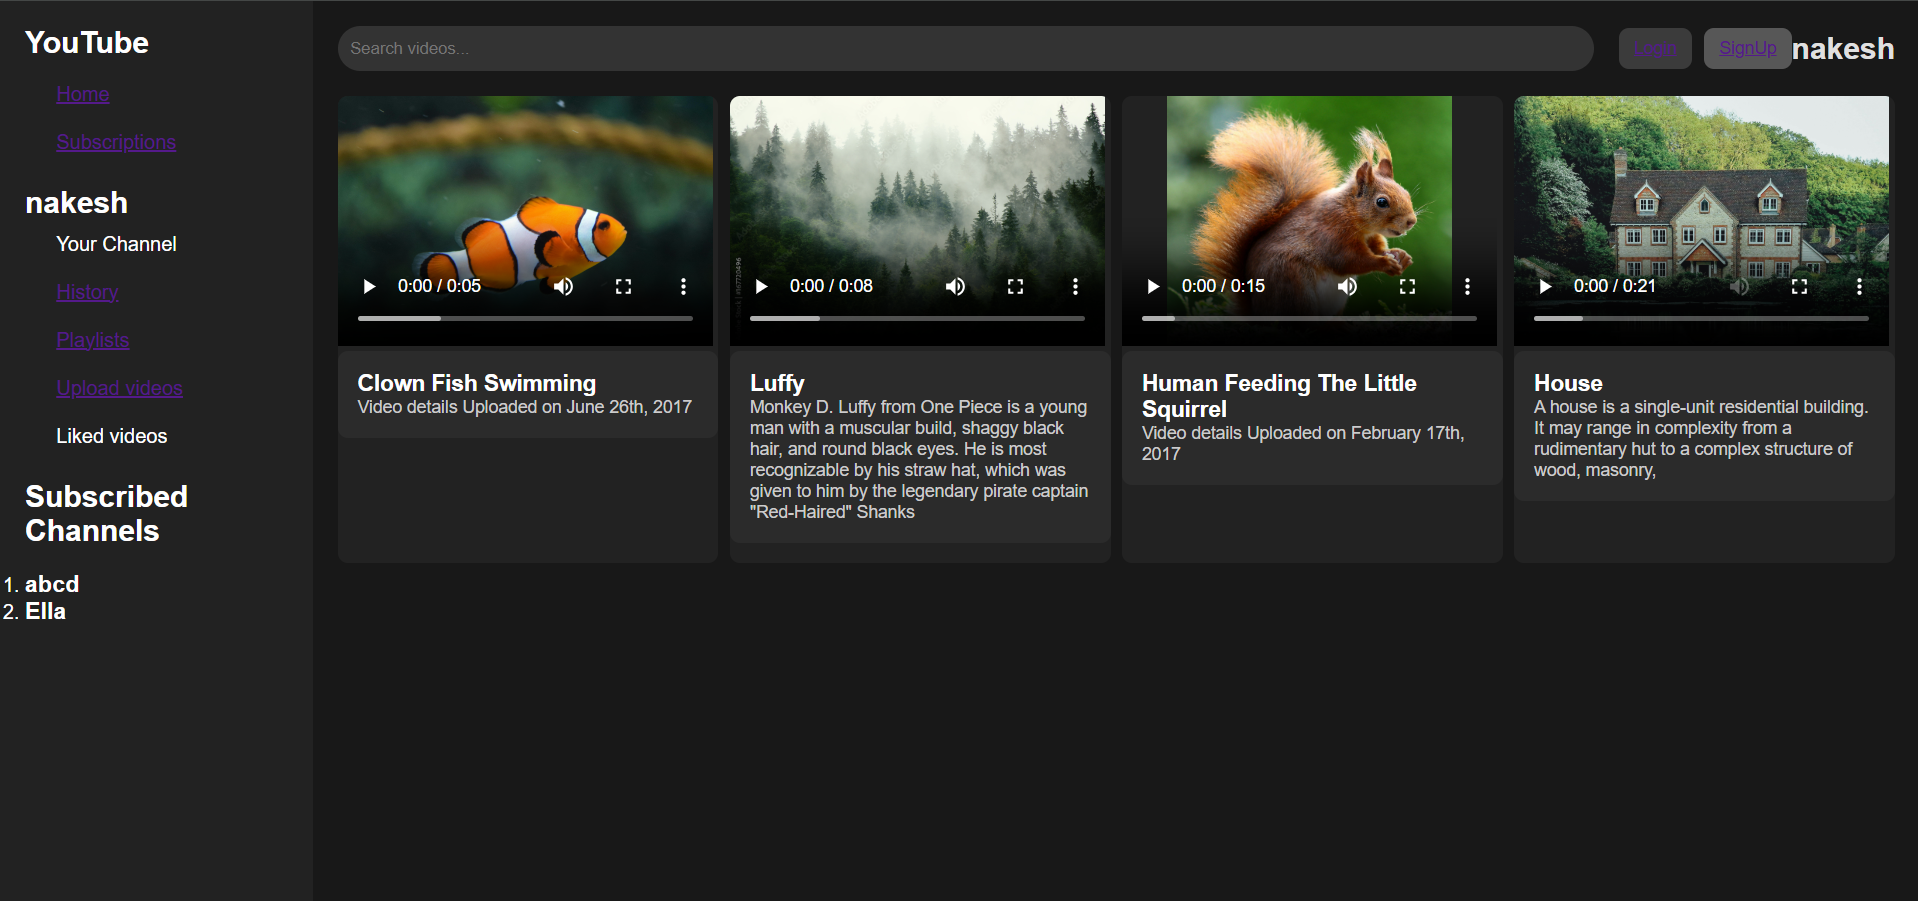 YouTube
Home
Subscriptions
nakesh
Your Channel
History
Playlists
Upload videos
Liked videos
Subscribed
Channels
1. abcd
2. Ella
Search videos...
Login
SignUp
nakesh
0:00 / 0:05
Clown Fish Swimming
Video details Uploaded on June 26th, 2017
0:00 / 0:08
Luffy
Monkey D. Luffy from One Piece is a young
man with a muscular build, shaggy black
hair, and round black eyes. He is most
recognizable by his straw hat, which was
given to him by the legendary pirate captain
"Red-Haired" Shanks
0:00 / 0:15
Human Feeding The Little
Squirrel
Video details Uploaded on February 17th,
2017
0:00 / 0:21
House
A house is a single-unit residential building.
It may range in complexity from a
rudimentary hut to a complex structure of
wood, masonry,